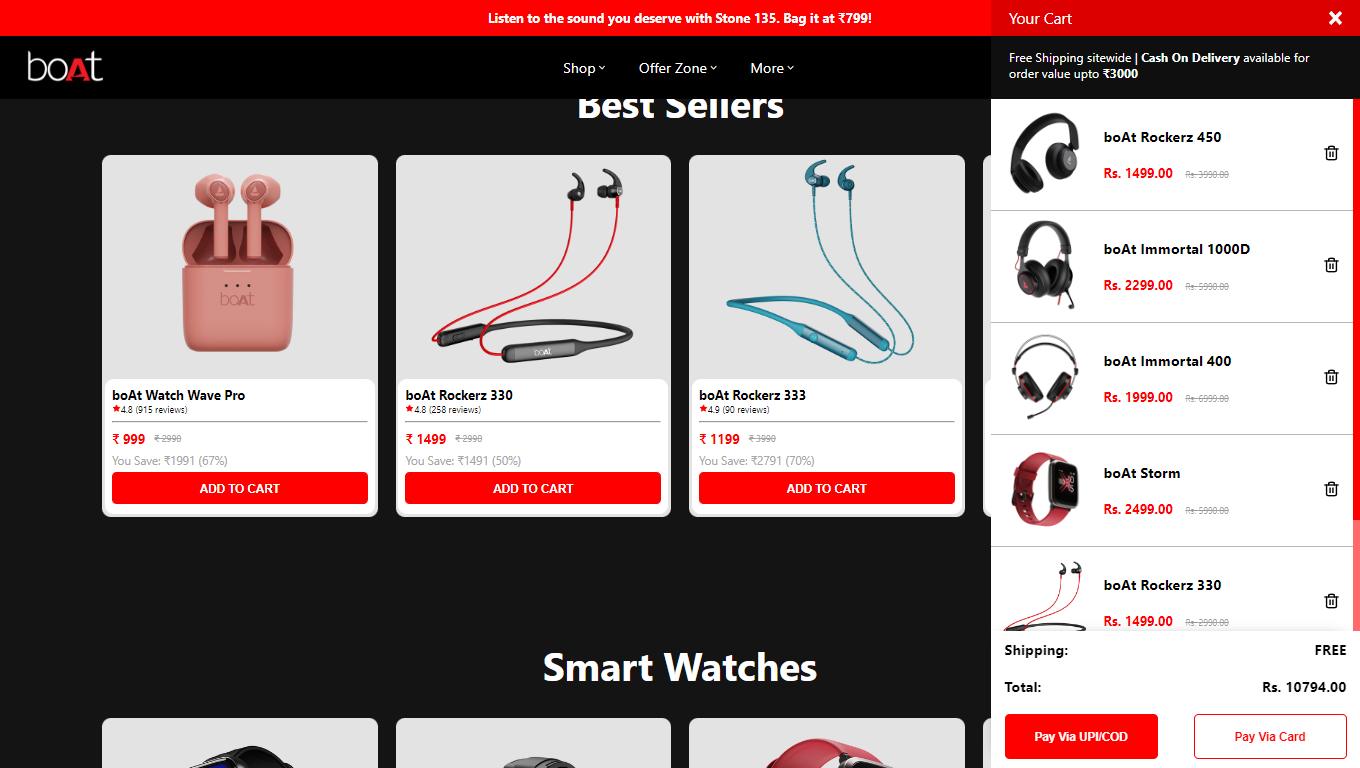 Listen to the sound you deserve with Stone 135. Bag it at ₹799!
boAt
Shop
Offer Zone
More
Best Sellers
boAt
boAt Watch Wave Pro
4.8 (915 reviews)
₹ 999 ₹ 2990
You Save: ₹1991 (67%)
ADD TO CART
boAt
boAt Rockerz 330
4.8 (258 reviews)
₹ 1499 ₹ 2990
You Save: ₹1491 (50%)
ADD TO CART
boAt Rockerz 333
4.9 (90 reviews)
₹ 1199 ₹ 3990
You Save: ₹2791 (70%)
ADD TO CART
Smart Watches
Your Cart
Free Shipping sitewide | Cash On Delivery available for
order value upto ₹3000
boAt Rockerz 450
Rs. 1499.00 Rs. 3990.00
boAt Immortal 1000D
Rs. 2299.00 Rs. 5990.00
boAt Immortal 400
Rs. 1999.00 Rs. 6999.00
boAt Storm
Rs. 2499.00 Rs. 5990.00
boAt Rockerz 330
Rs. 1499.00 Rs. 2990.00
Shipping: FREE
Total: Rs. 10794.00
Pay Via UPI/COD
Pay Via Card